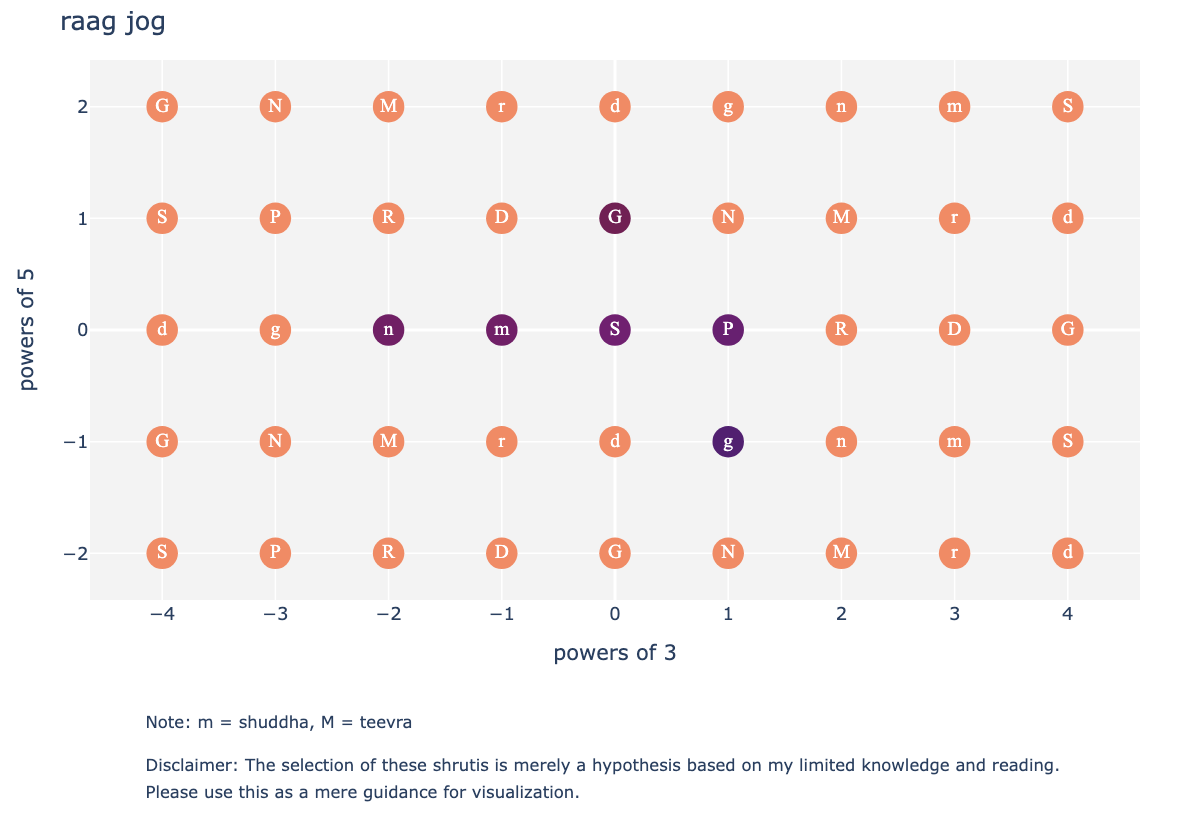 raag jog
2 G N M r d g n m S
1 S P R D G N M r d
0 d g n m S P R D G
−1 G N M r d g n m S
−2 S P R D G N M r d
powers of 5
−4 −3 −2 −1 0 1 2 3 4
powers of 3
Note: m = shuddha, M = teevra
Disclaimer: The selection of these shrutis is merely a hypothesis based on my limited knowledge and reading.
Please use this as a mere guidance for visualization.